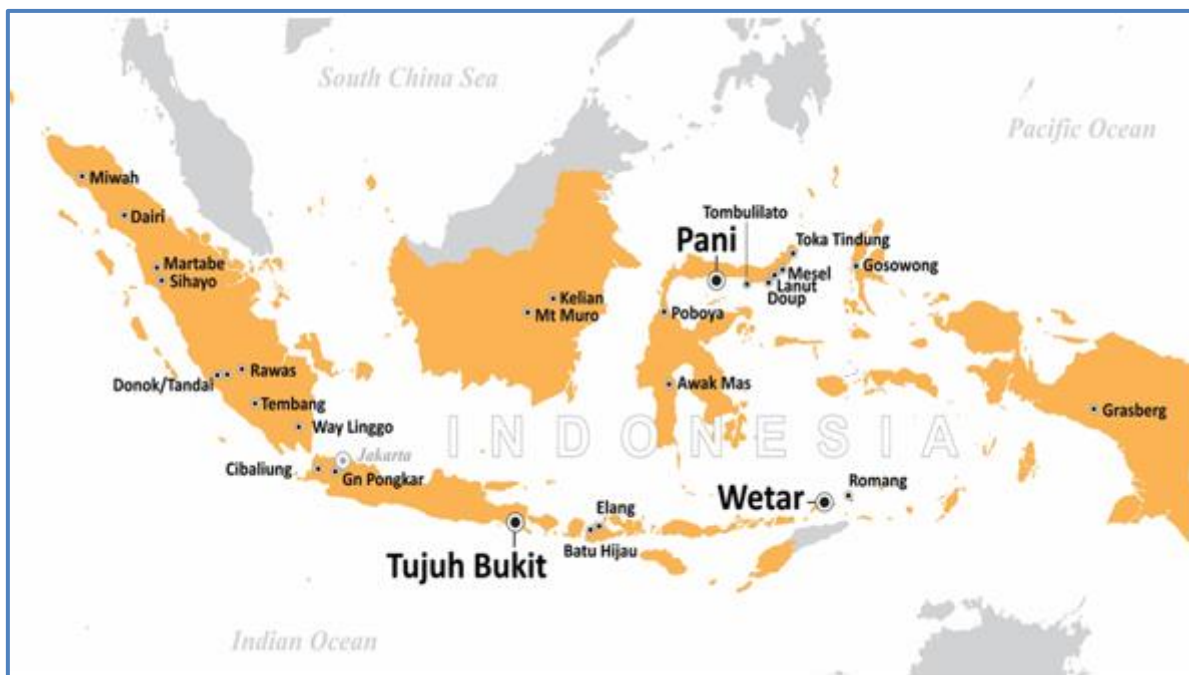 South China Sea
Pacific Ocean
Miwah
Dairi
Tombulilato
Pani
Toka Tindung
Martabe
Sihayo
Mesel
Gosowong
Lanut
Doup
Kelian
Mt Muro
Poboya
Rawas
Donok/Tandai
Awak Mas
Tembang
Grasberg
Way Linggo
INDONESIA
Jakarta
Cibaliung
Gn Pongkar
Romang
Wetar
Elang
Batu Hijau
Tujuh Bukit
Indian Ocean